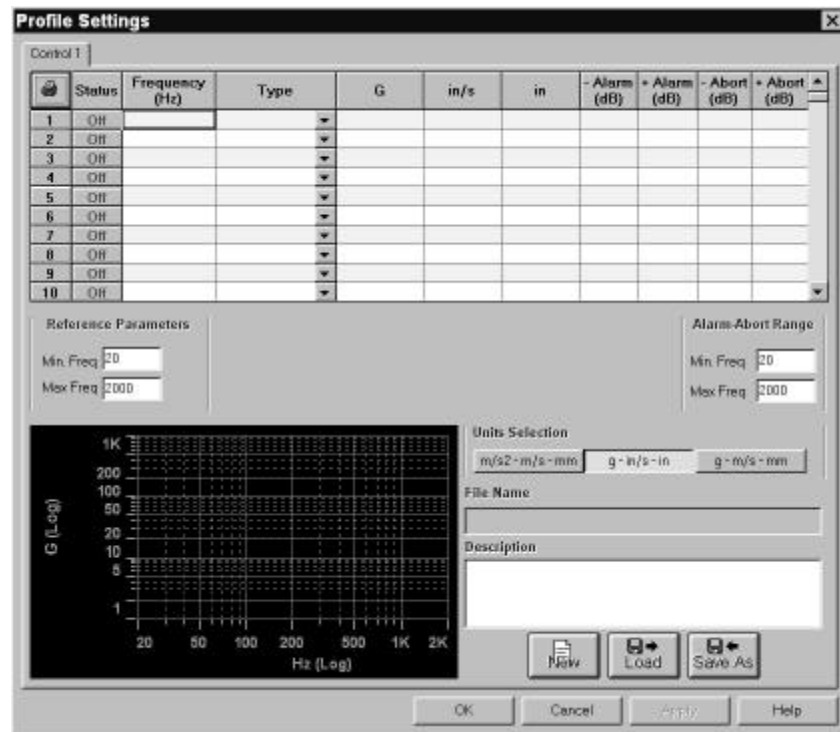 Profile Settings
Control 1
Status Frequency (Hz) Type G in/s in - Alarm (dB) + Alarm (dB) - Abort (dB) + Abort (dB)
1 Off
2 Off
3 Off
4 Off
5 Off
6 Off
7 Off
8 Off
9 Off
10 Off
Reference Parameters
Min. Freq 20
Max Freq 2000
Alarm-Abort Range
Min. Freq 20
Max Freq 2000
G (Log)
1K
200
100
50
20
10
5
1
20 50 100 200 500 1K 2K
Hz (Log)
Units Selection
m/s2 - m/s - mm g - in/s - in g - m/s - mm
File Name
Description
New Load Save As
OK Cancel Apply Help